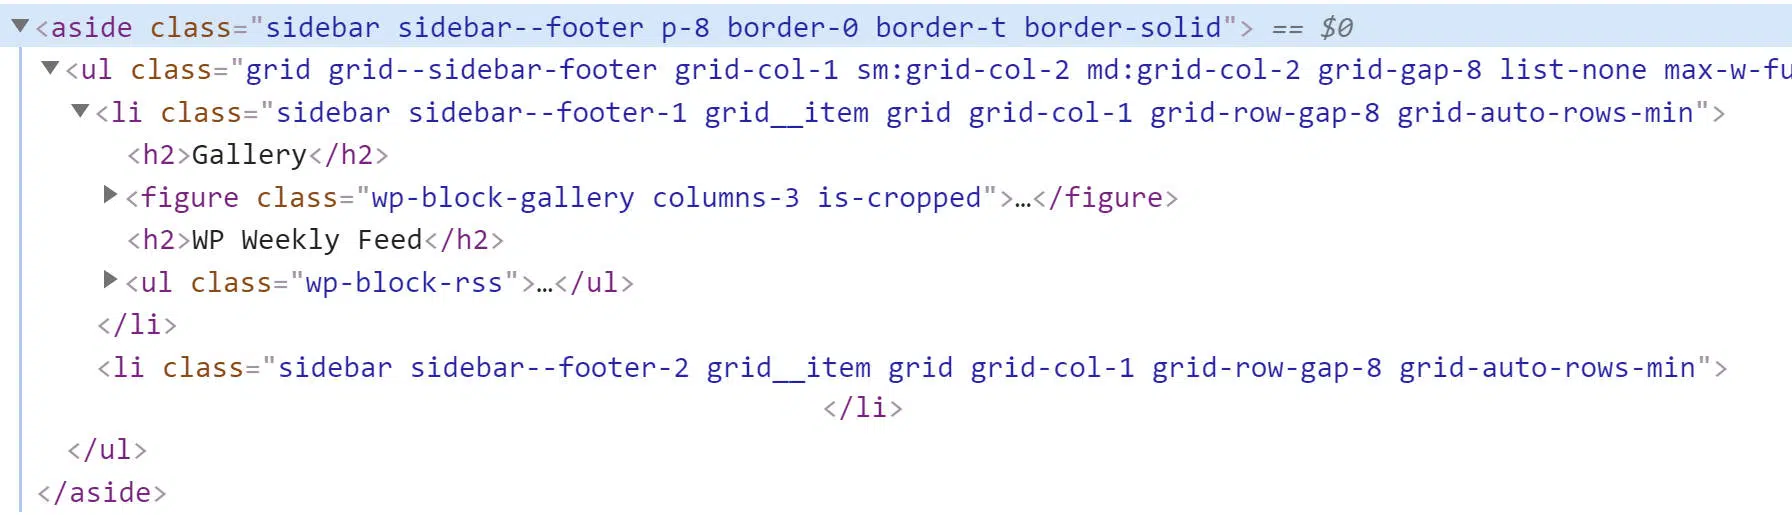 ▼<aside class="sidebar sidebar--footer p-8 border-0 border-t border-solid"> == $0
▼<ul class="grid grid--sidebar-footer grid-col-1 sm:grid-col-2 md:grid-col-2 grid-gap-8 list-none max-w-fu
▼<li class="sidebar sidebar--footer-1 grid__item grid grid-col-1 grid-row-gap-8 grid-auto-rows-min">
<h2>Gallery</h2>
▶<figure class="wp-block-gallery columns-3 is-cropped">…</figure>
<h2>WP Weekly Feed</h2>
▶<ul class="wp-block-rss">…</ul>
</li>
<li class="sidebar sidebar--footer-2 grid__item grid grid-col-1 grid-row-gap-8 grid-auto-rows-min">
</li>
</ul>
</aside>